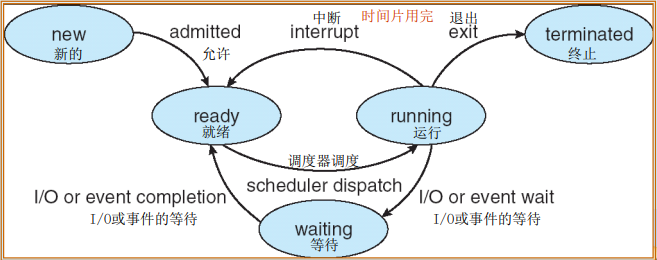 中断 时间片用完 退出
new admitted interrupt exit terminated
新的 允许 终止
ready running
就绪 运行
调度器调度
I/O or event completion scheduler dispatch I/O or event wait
I/O或事件的等待 I/O或事件的等待
waiting
等待